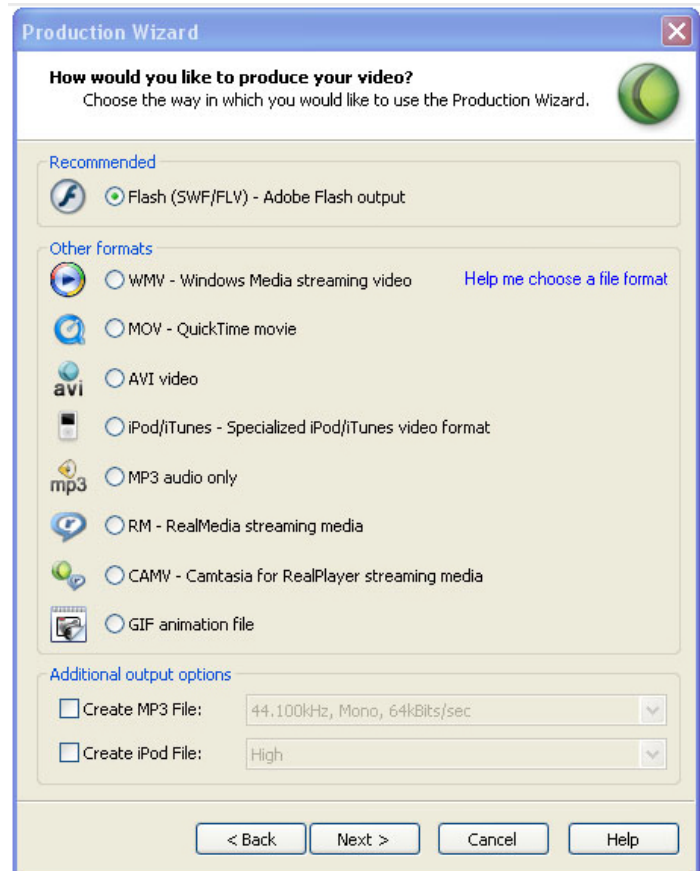 Production Wizard
How would you like to produce your video?
Choose the way in which you would like to use the Production Wizard.
Recommended
Flash (SWF/FLV) - Adobe Flash output
Other formats
WMV - Windows Media streaming video
Help me choose a file format
MOV - QuickTime movie
avi
AVI video
iPod/iTunes - Specialized iPod/iTunes video format
mp3
MP3 audio only
RM - RealMedia streaming media
CAMV - Camtasia for RealPlayer streaming media
GIF animation file
Additional output options
Create MP3 File:
44.100kHz, Mono, 64kBits/sec
Create iPod File:
High
< Back
Next >
Cancel
Help